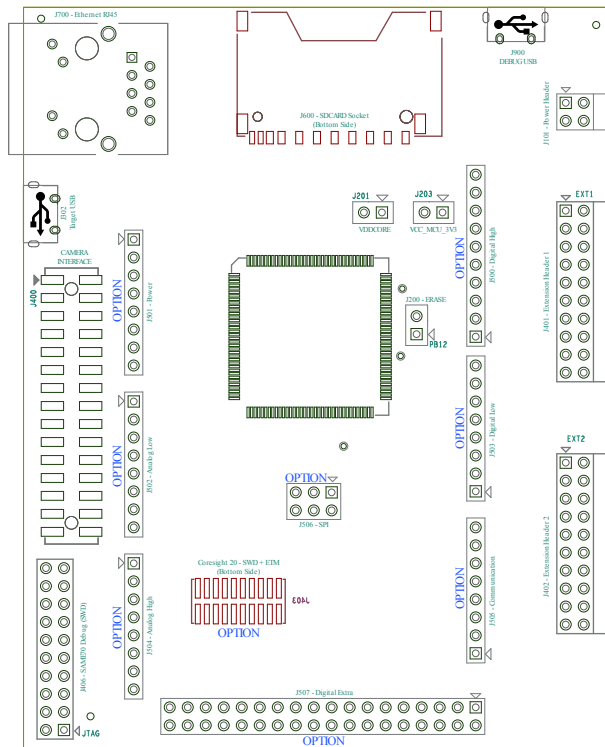 J700 - Ethernet RJ45
J900
DEBUG USB
J600 - SDCARD Socket
(Bottom Side)
J101 - Power Header
J302
Target USB
J201
VDDCORE
J203
VCC_MCU_3V3
OPTION
J500 - Digital High
EXT1
J401 - Extension Header 1
CAMERA
INTERFACE
J400
OPTION
J501 - Power
J200 - ERASE
PB12
OPTION
J502 - Analog Low
OPTION
J503 - Digital Low
EXT2
J402 - Extension Header 2
OPTION
J506 - SPI
Coresight 20 - SWD + ETM
(Bottom Side)
J403
OPTION
OPTION
J504 - Analog High
OPTION
J505 - Communication
J406 - SAME70 Debug (SWD)
JTAG
J507 - Digital Extra
OPTION